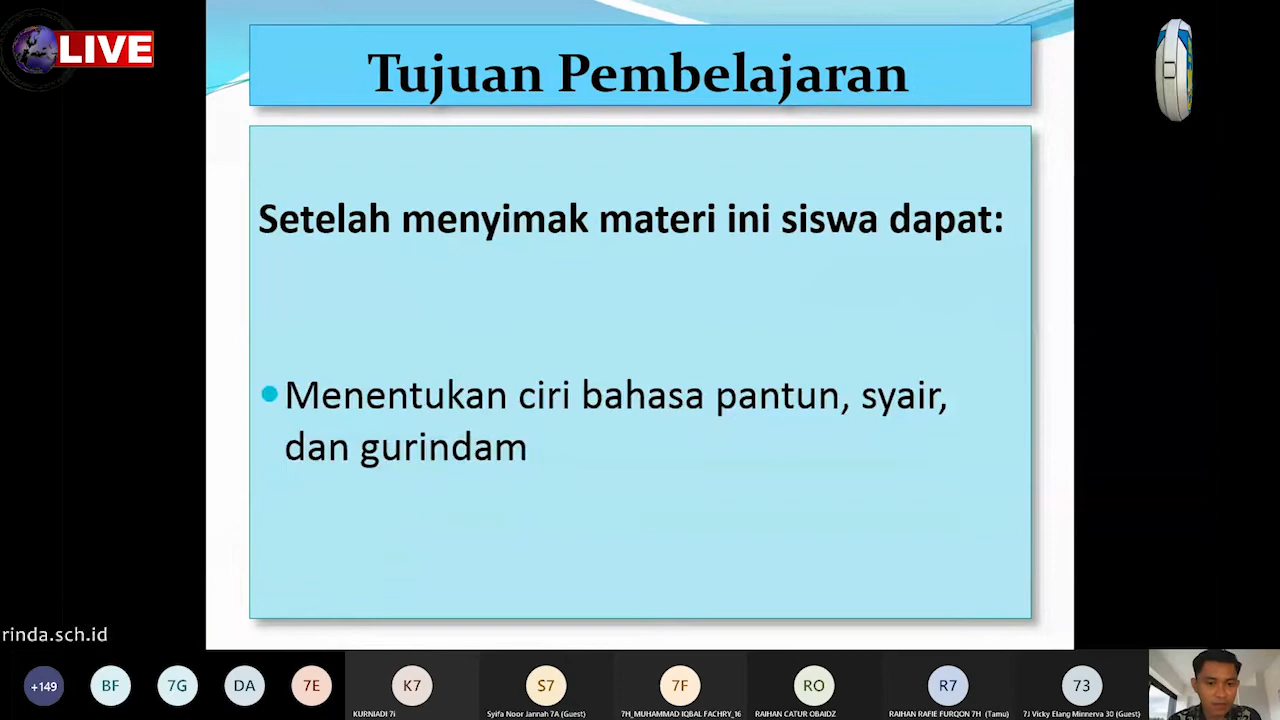 LIVE
Tujuan Pembelajaran
Setelah menyimak materi ini siswa dapat:
Menentukan ciri bahasa pantun, syair,
dan gurindam
rinda.sch.id
+149
BF
7G
DA
7E
K7
S7
7F
RO
R7
73
KURNIADI 7i
Syifa Noor Jannah 7A (Guest)
7H_MUHAMMAD IQBAL FACHRY_16
RAIHAN CATUR OBAIDZ
RAIHAN RAFIE FURQON 7H (Tamu)
7J Vicky Elang Minnerva 30 (Guest)